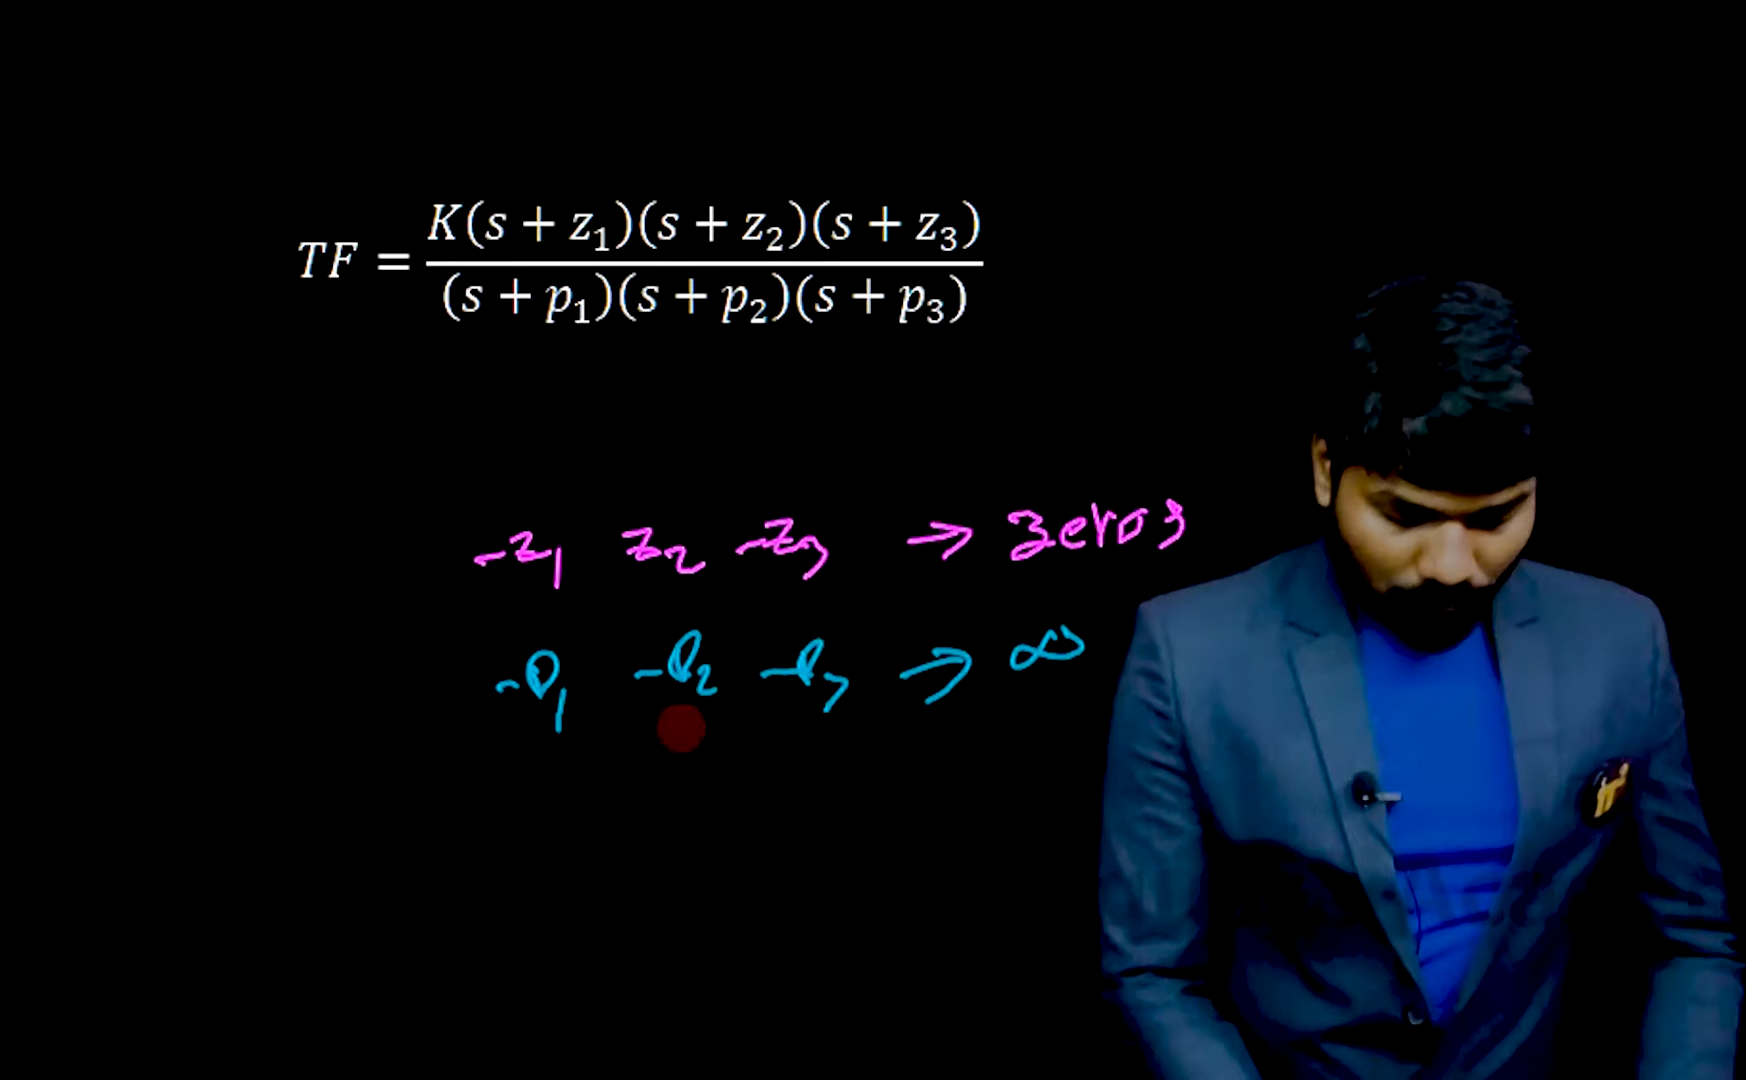 TF = K(s + z₁)(s + z₂)(s + z₃) / (s + p₁)(s + p₂)(s + p₃)
-z₁ z₂ -z₃ → zeros
-p₁ -p₂ -p₃ → ∞